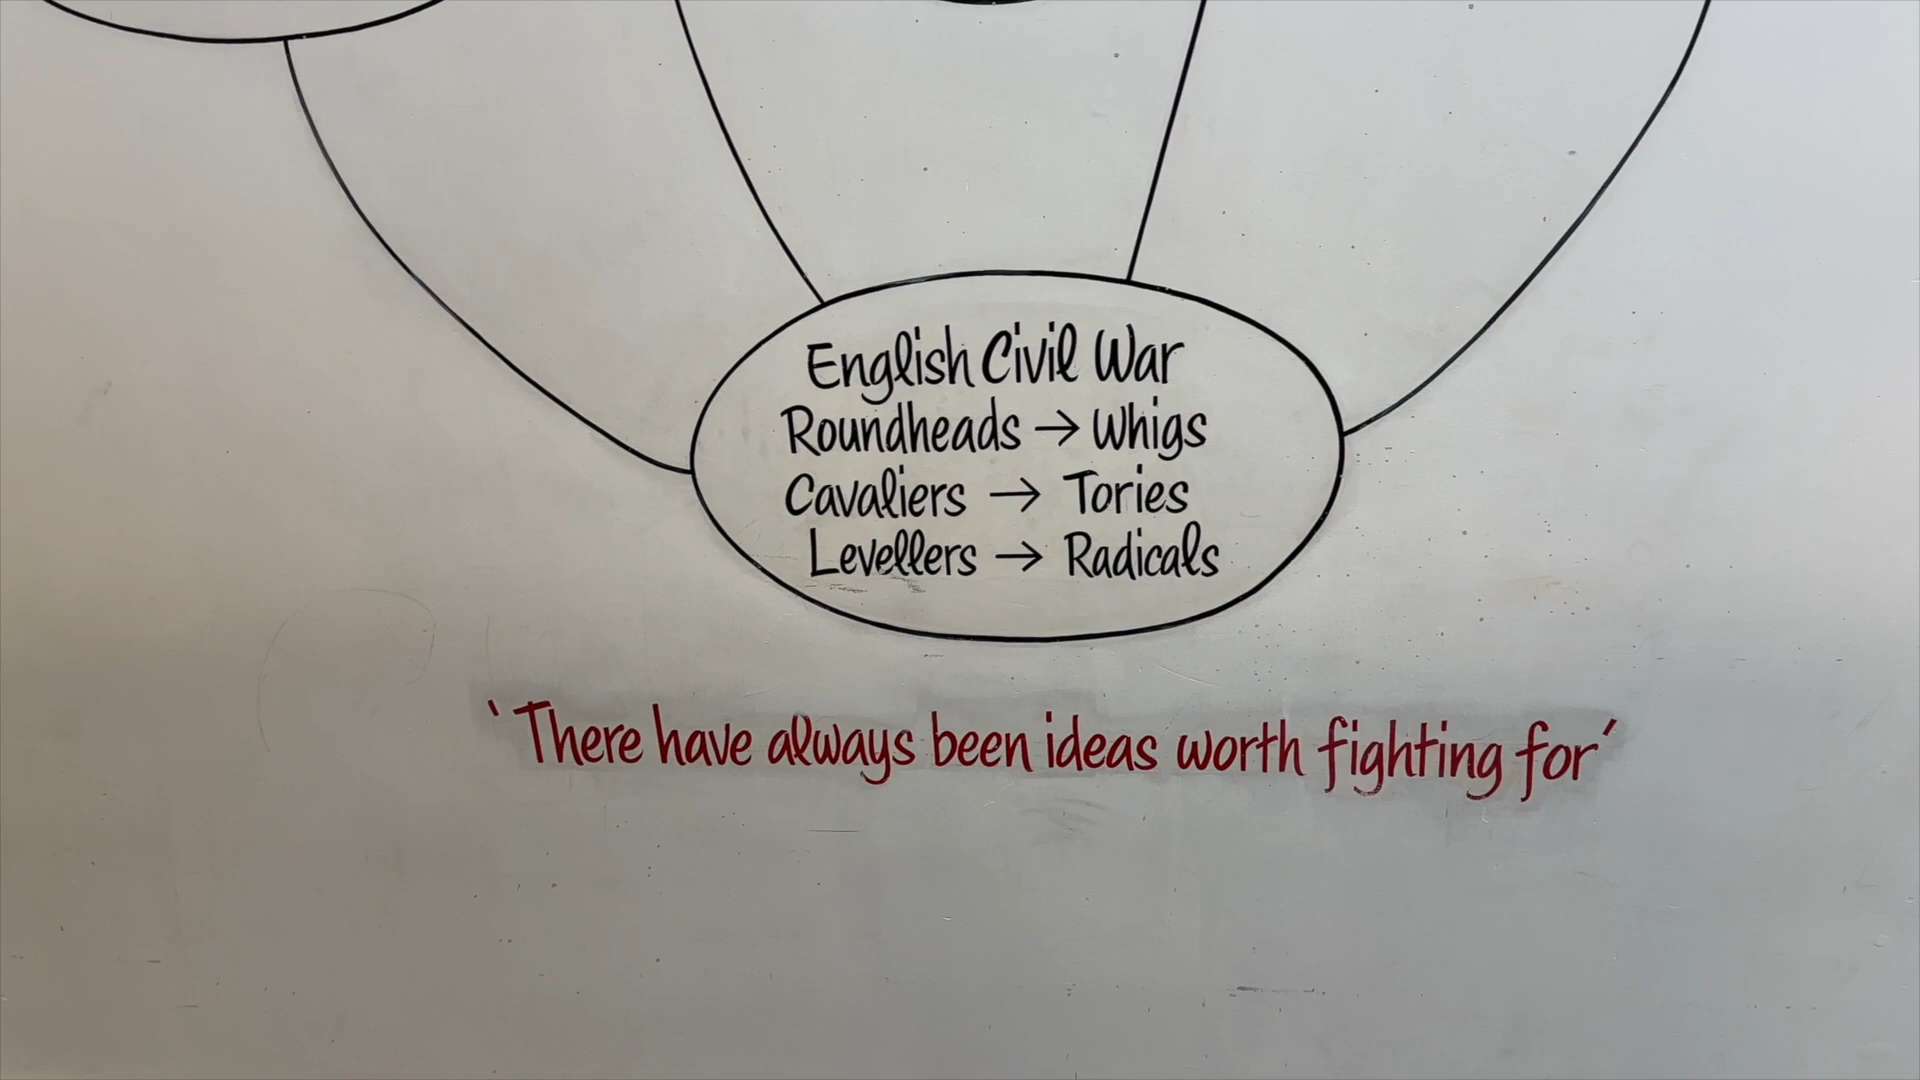 English Civil War
Roundheads → Whigs
Cavaliers → Tories
Levellers → Radicals
‘There have always been ideas worth fighting for’